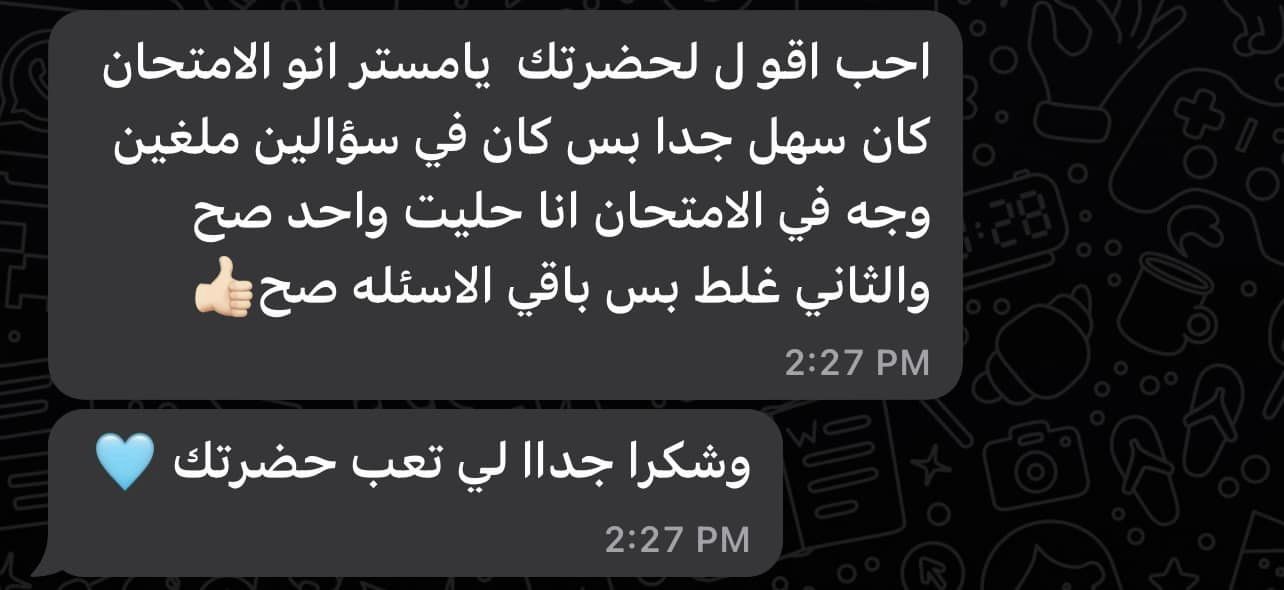 احب اقو ل لحضرتك  يامستر انو الامتحان
كان سهل جدا بس كان في سؤالين ملغين
وجه في الامتحان انا حليت واحد صح
والثاني غلط بس باقي الاسئله صح👍🏻
2:27 PM
وشكرا جداا لي تعب حضرتك 🩵
2:27 PM